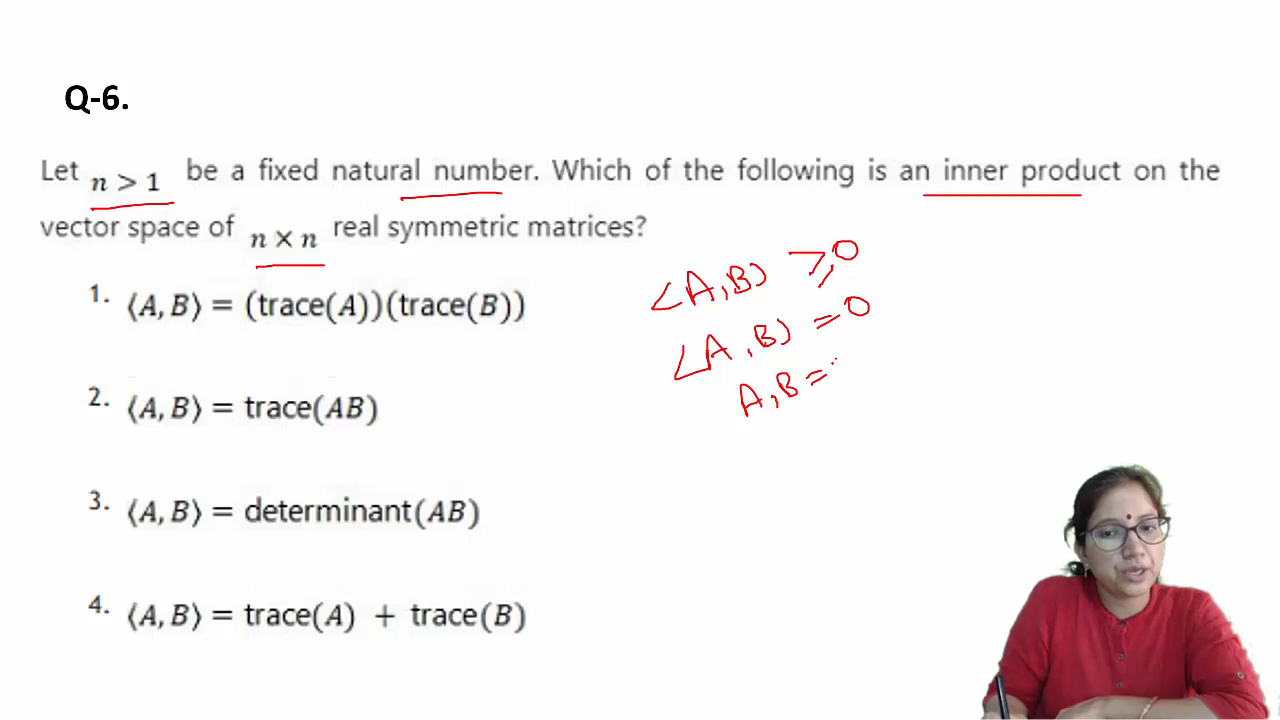 Q-6.
Let n > 1 be a fixed natural number. Which of the following is an inner product on the
vector space of n × n real symmetric matrices?
1. ⟨A, B⟩ = (trace(A))(trace(B))
2. ⟨A, B⟩ = trace(AB)
3. ⟨A, B⟩ = determinant(AB)
4. ⟨A, B⟩ = trace(A) + trace(B)
<A,B> ≥0
<A,B> =0
A,B =